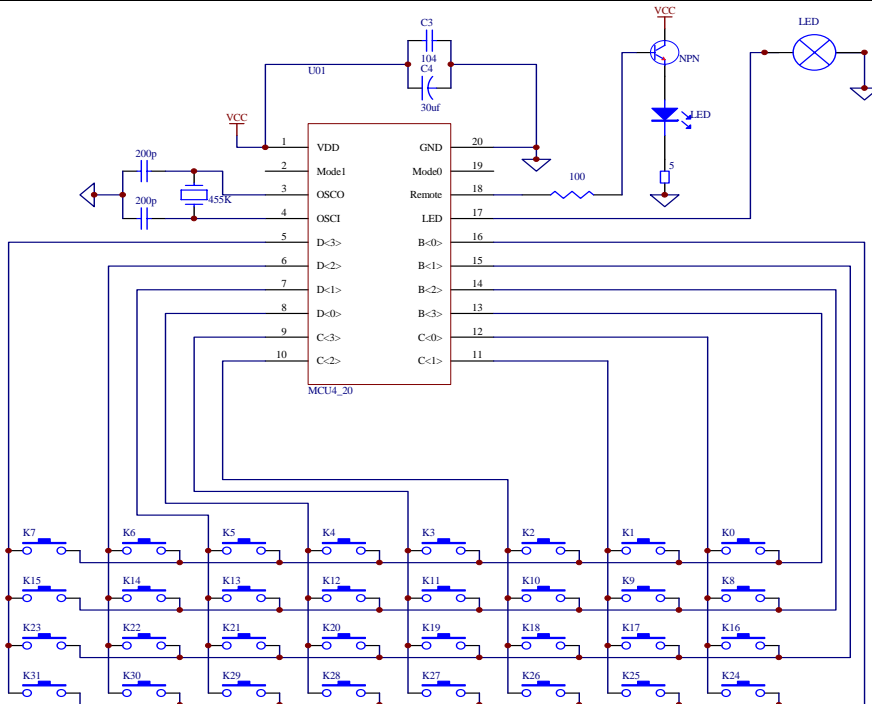 C3
VCC
LED
104
NPN
U01
C4
30uf
VCC
LED
1 VDD GND 20
200p
2 Mode1 Mode0 19
5
100
3 OSCO Remote 18
455K
200p
4 OSCI LED 17
5 D<3> B<0> 16
6 D<2> B<1> 15
7 D<1> B<2> 14
8 D<0> B<3> 13
9 C<3> C<0> 12
10 C<2> C<1> 11
MCU4_20
K7 K6 K5 K4 K3 K2 K1 K0
K15 K14 K13 K12 K11 K10 K9 K8
K23 K22 K21 K20 K19 K18 K17 K16
K31 K30 K29 K28 K27 K26 K25 K24